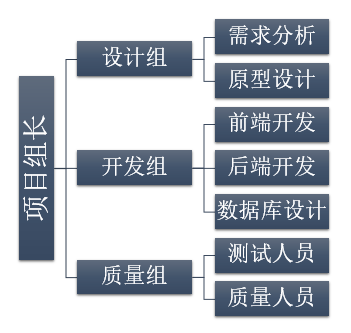 项目组长
设计组
需求分析
原型设计
开发组
前端开发
后端开发
数据库设计
质量组
测试人员
质量人员